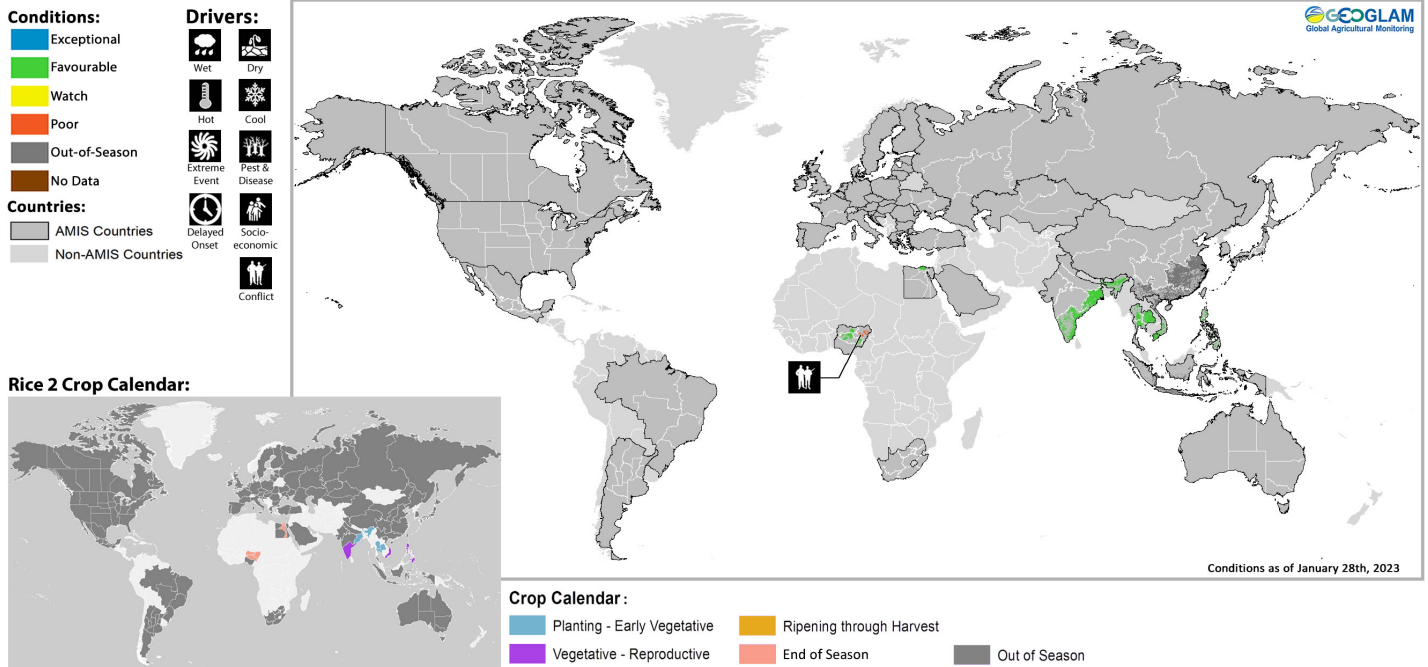 Conditions:
Exceptional
Favourable
Watch
Poor
Out-of-Season
No Data
Countries:
AMIS Countries
Non-AMIS Countries
Drivers:
Wet
Dry
Hot
Cool
Extreme
Event
Pest &
Disease
Delayed
Onset
Socio-
economic
Conflict
GEOGLAM
Global Agricultural Monitoring
Conditions as of January 28th, 2023
Rice 2 Crop Calendar:
Crop Calendar :
Planting - Early Vegetative
Ripening through Harvest
Vegetative - Reproductive
End of Season
Out of Season